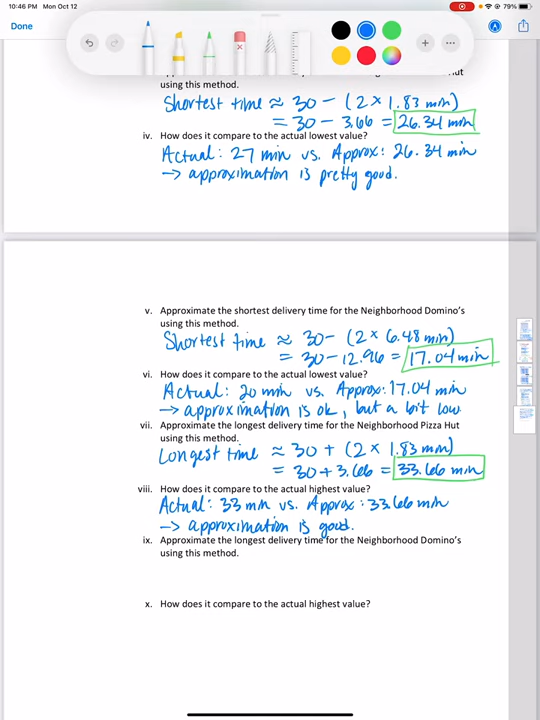 10:46 PM Mon Oct 12
79%
Done
using this method.
Shortest time ≈ 30 - (2 × 1.83 min)
= 30 - 3.66 = 26.34 min
iv. How does it compare to the actual lowest value?
Actual: 27 min vs. Approx: 26.34 min
→ approximation is pretty good.
v. Approximate the shortest delivery time for the Neighborhood Domino's
using this method.
Shortest time ≈ 30 - (2 × 6.48 min)
= 30 - 12.96 = 17.04 min
vi. How does it compare to the actual lowest value?
Actual: 20 min vs. Approx: 17.04 min
→ approximation is ok, but a bit low.
vii. Approximate the longest delivery time for the Neighborhood Pizza Hut
using this method.
Longest time ≈ 30 + (2 × 1.83 min)
= 30 + 3.66 = 33.66 min
viii. How does it compare to the actual highest value?
Actual: 33 min vs. Approx: 33.66 min
→ approximation is good.
ix. Approximate the longest delivery time for the Neighborhood Domino's
using this method.
x. How does it compare to the actual highest value?